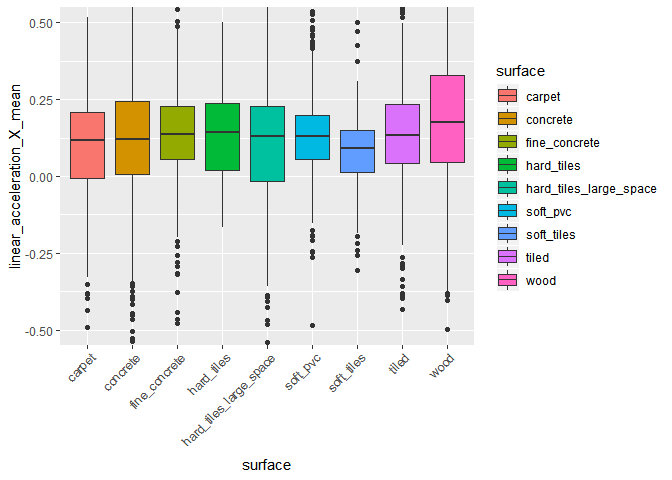 linear_acceleration_X_mean
0.50
0.25
0.00
-0.25
-0.50
carpet
concrete
fine_concrete
hard_tiles
hard_tiles_large_space
soft_pvc
soft_tiles
tiled
wood
surface
surface
carpet
concrete
fine_concrete
hard_tiles
hard_tiles_large_space
soft_pvc
soft_tiles
tiled
wood